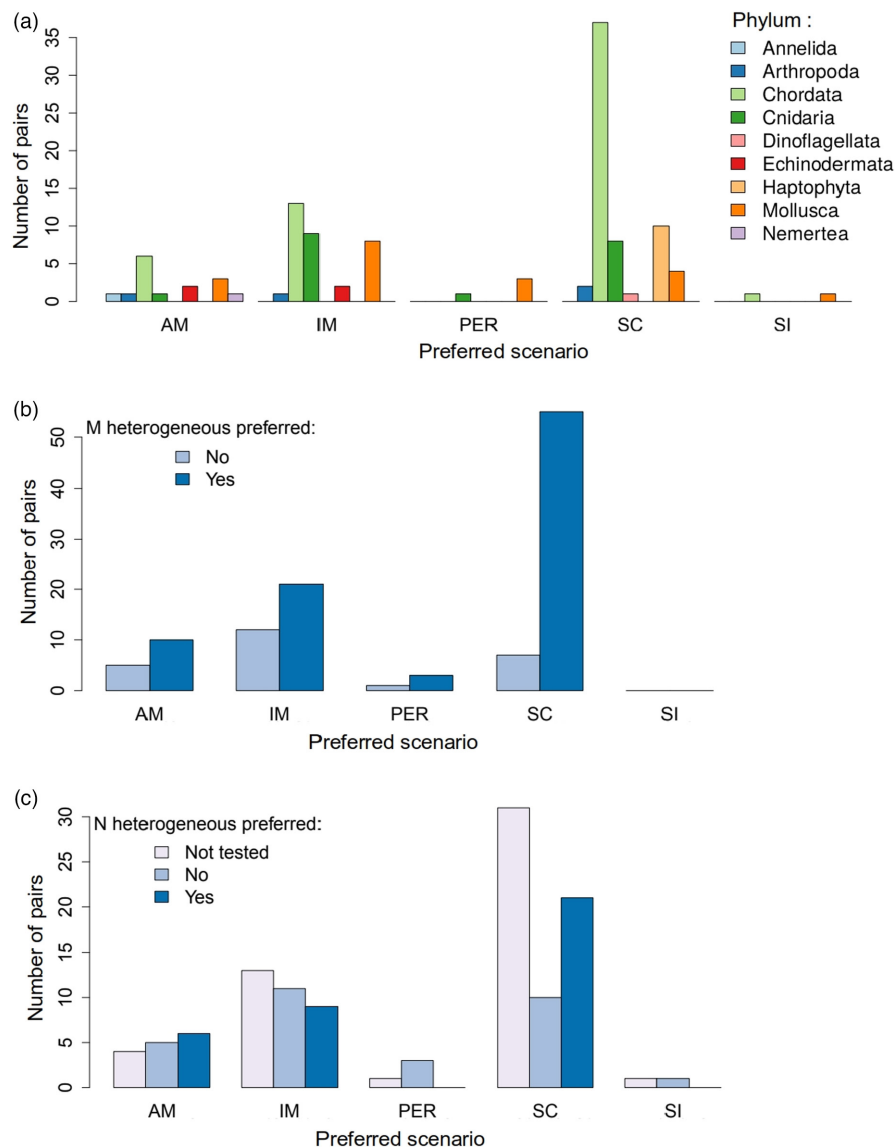 (a)
Number of pairs
35
30
25
20
15
10
5
0
Phylum :
Annelida
Arthropoda
Chordata
Cnidaria
Dinoflagellata
Echinodermata
Haptophyta
Mollusca
Nemertea
AM IM PER SC SI
Preferred scenario
(b)
Number of pairs
50
40
30
20
10
0
M heterogeneous preferred:
No
Yes
AM IM PER SC SI
Preferred scenario
(c)
Number of pairs
30
25
20
15
10
5
0
N heterogeneous preferred:
Not tested
No
Yes
AM IM PER SC SI
Preferred scenario